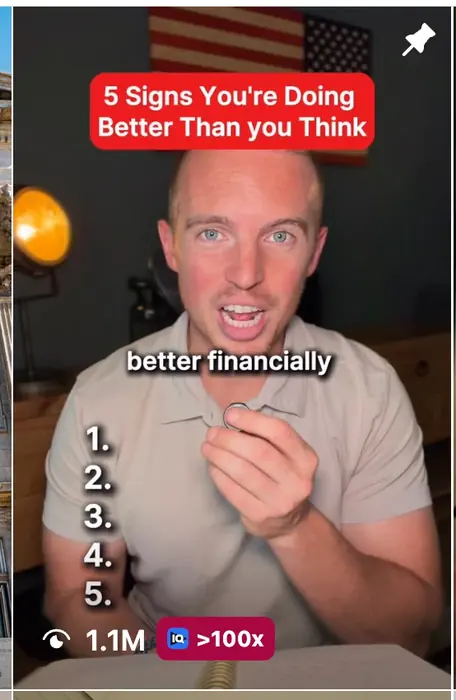 5 Signs You're Doing
Better Than you Think
better financially
1.
2.
3.
4.
5.
1.1M IQ >100x